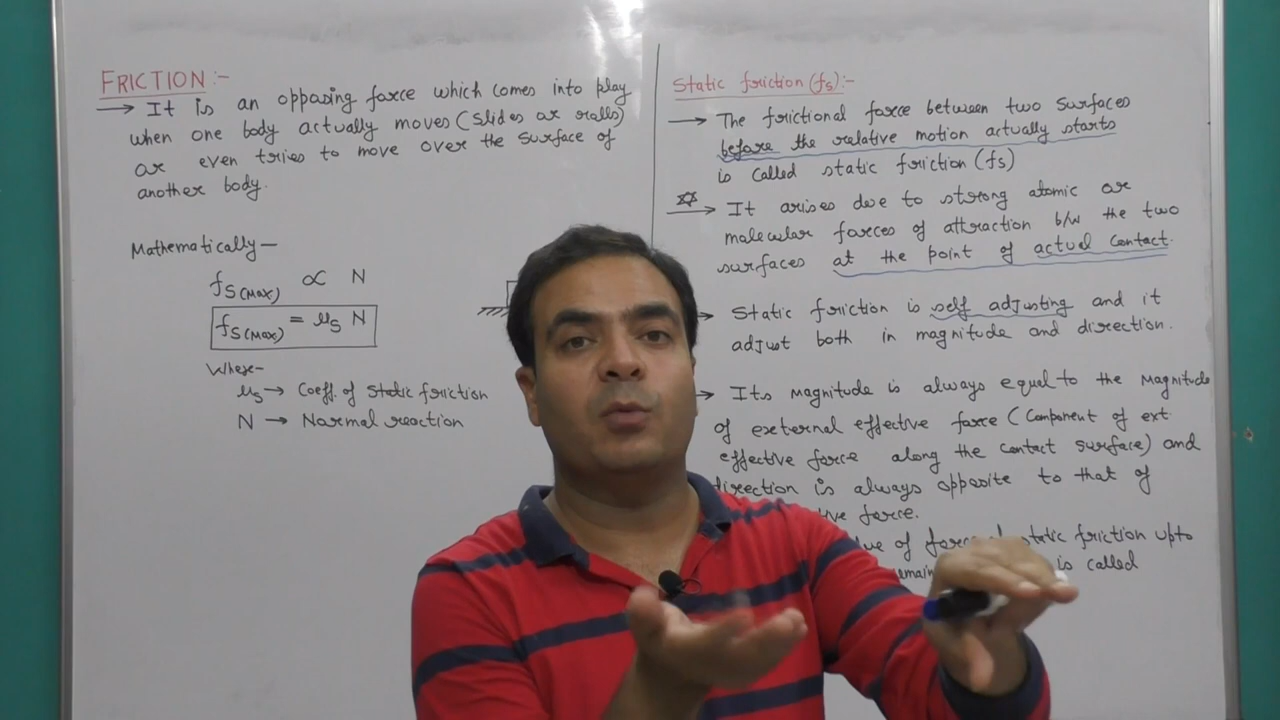 FRICTION:-
→ It is an opposing force which comes into play
when one body actually moves (slides or rolls)
or even tries to move over the surface of
another body.
Mathematically—
fs(Max) ∝ N
fs(Max) = μs N
Where-
μs → Coeff. of static friction
N → Normal reaction
Static friction (fs):-
→ The frictional force between two surfaces
before the relative motion actually starts
is called static friction (fs)
→ It arises due to strong atomic or
molecular forces of attraction b/w the two
surfaces at the point of actual contact.
→ Static friction is self adjusting and it
adjust both in magnitude and direction.
→ Its magnitude is always equal to the magnitude
of external effective force (Component of ext.
effective force along the contact surface) and
direction is always opposite to that of
force.
of static friction upto
is called